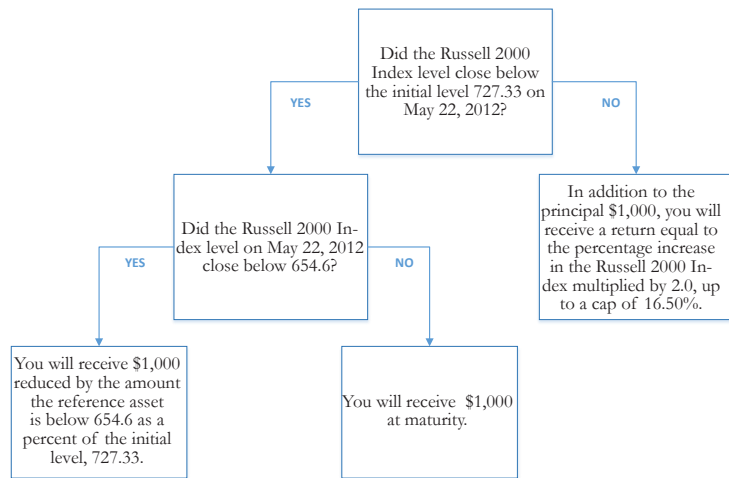 Did the Russell 2000
Index level close below
the initial level 727.33 on
May 22, 2012?
YES
NO
Did the Russell 2000 In-
dex level on May 22, 2012
close below 654.6?
In addition to the
principal $1,000, you will
receive a return equal to
the percentage increase
in the Russell 2000 In-
dex multiplied by 2.0, up
to a cap of 16.50%.
YES
NO
You will receive $1,000
reduced by the amount
the reference asset
is below 654.6 as a
percent of the initial
level, 727.33.
You will receive $1,000
at maturity.